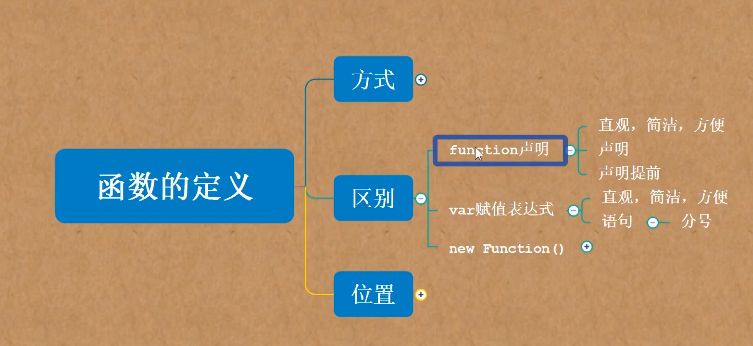 函数的定义
方式
区别
function声明
直观，简洁，方便
声明
声明提前
var赋值表达式
直观，简洁，方便
语句
分号
new Function()
位置